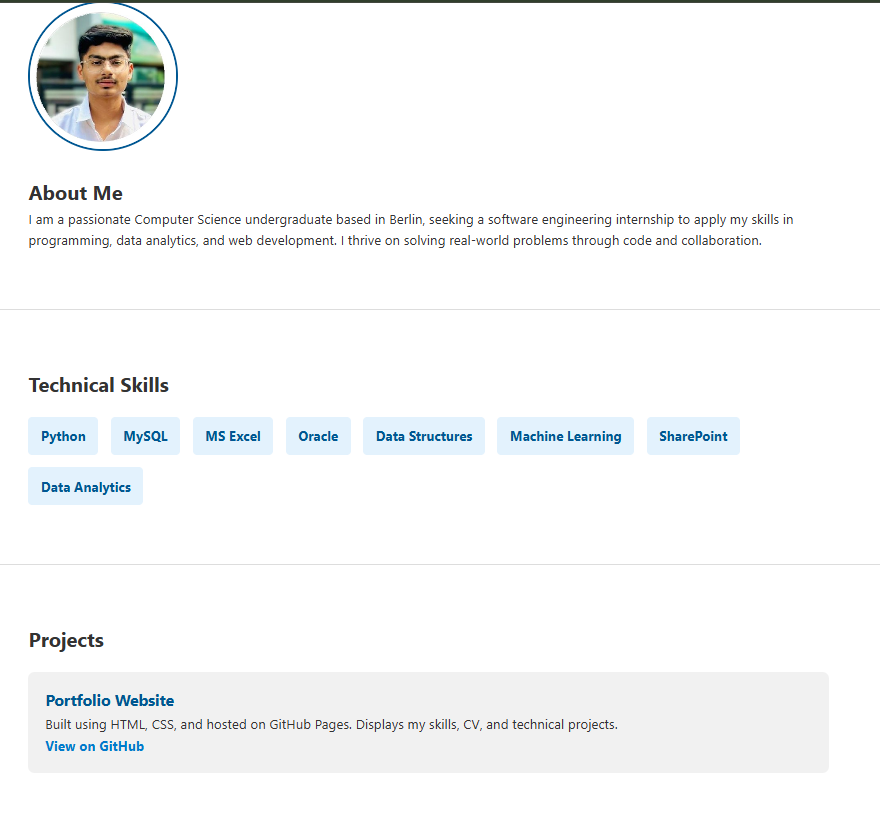 About Me
I am a passionate Computer Science undergraduate based in Berlin, seeking a software engineering internship to apply my skills in
programming, data analytics, and web development. I thrive on solving real-world problems through code and collaboration.
Technical Skills
Python MySQL MS Excel Oracle Data Structures Machine Learning SharePoint
Data Analytics
Projects
Portfolio Website
Built using HTML, CSS, and hosted on GitHub Pages. Displays my skills, CV, and technical projects.
View on GitHub